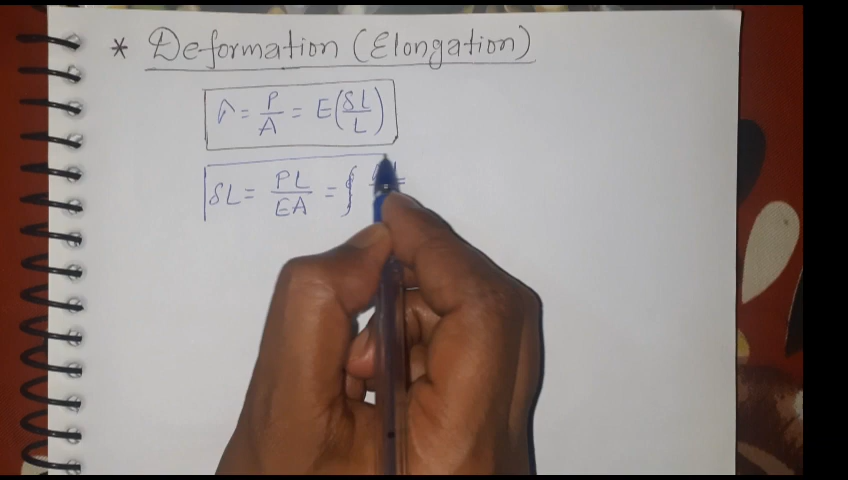 * Deformation (Elongation)
σ = P/A = E(δL/L)
δL = PL/EA = ∫